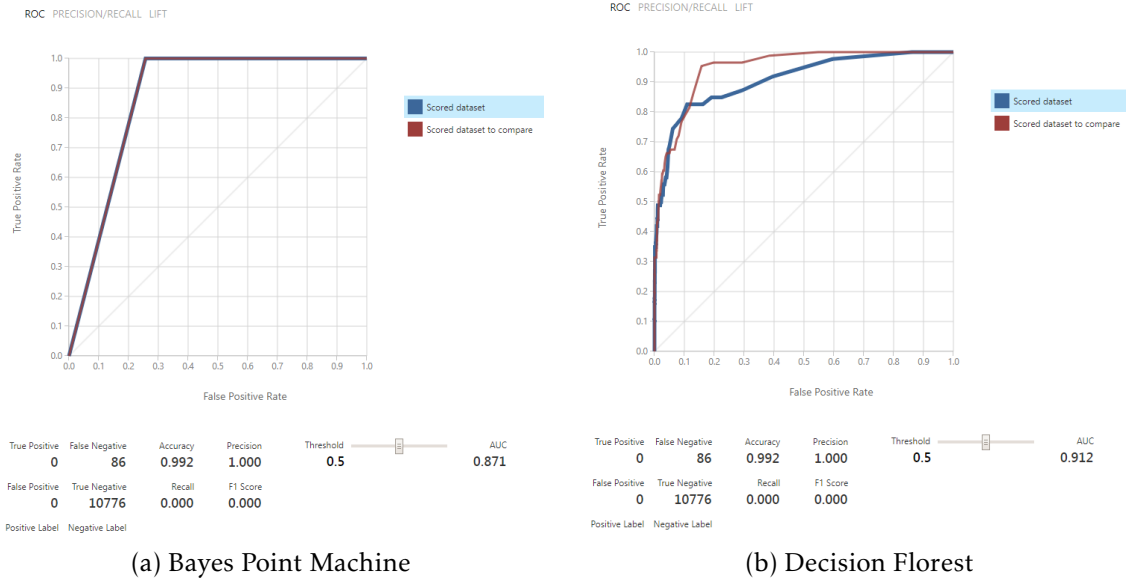 ROC PRECISION/RECALL LIFT
1.0
0.9
0.8
0.7
0.6
0.5
0.4
0.3
0.2
0.1
0.0
True Positive Rate
0.0 0.1 0.2 0.3 0.4 0.5 0.6 0.7 0.8 0.9 1.0
False Positive Rate
Scored dataset
Scored dataset to compare
True Positive False Negative Accuracy Precision Threshold AUC
0 86 0.992 1.000 0.5 0.871
False Positive True Negative Recall F1 Score
0 10776 0.000 0.000
Positive Label Negative Label
(a) Bayes Point Machine
ROC PRECISION/RECALL LIFT
1.0
0.9
0.8
0.7
0.6
0.5
0.4
0.3
0.2
0.1
0.0
True Positive Rate
0.0 0.1 0.2 0.3 0.4 0.5 0.6 0.7 0.8 0.9 1.0
False Positive Rate
Scored dataset
Scored dataset to compare
True Positive False Negative Accuracy Precision Threshold AUC
0 86 0.992 1.000 0.5 0.912
False Positive True Negative Recall F1 Score
0 10776 0.000 0.000
Positive Label Negative Label
(b) Decision Florest